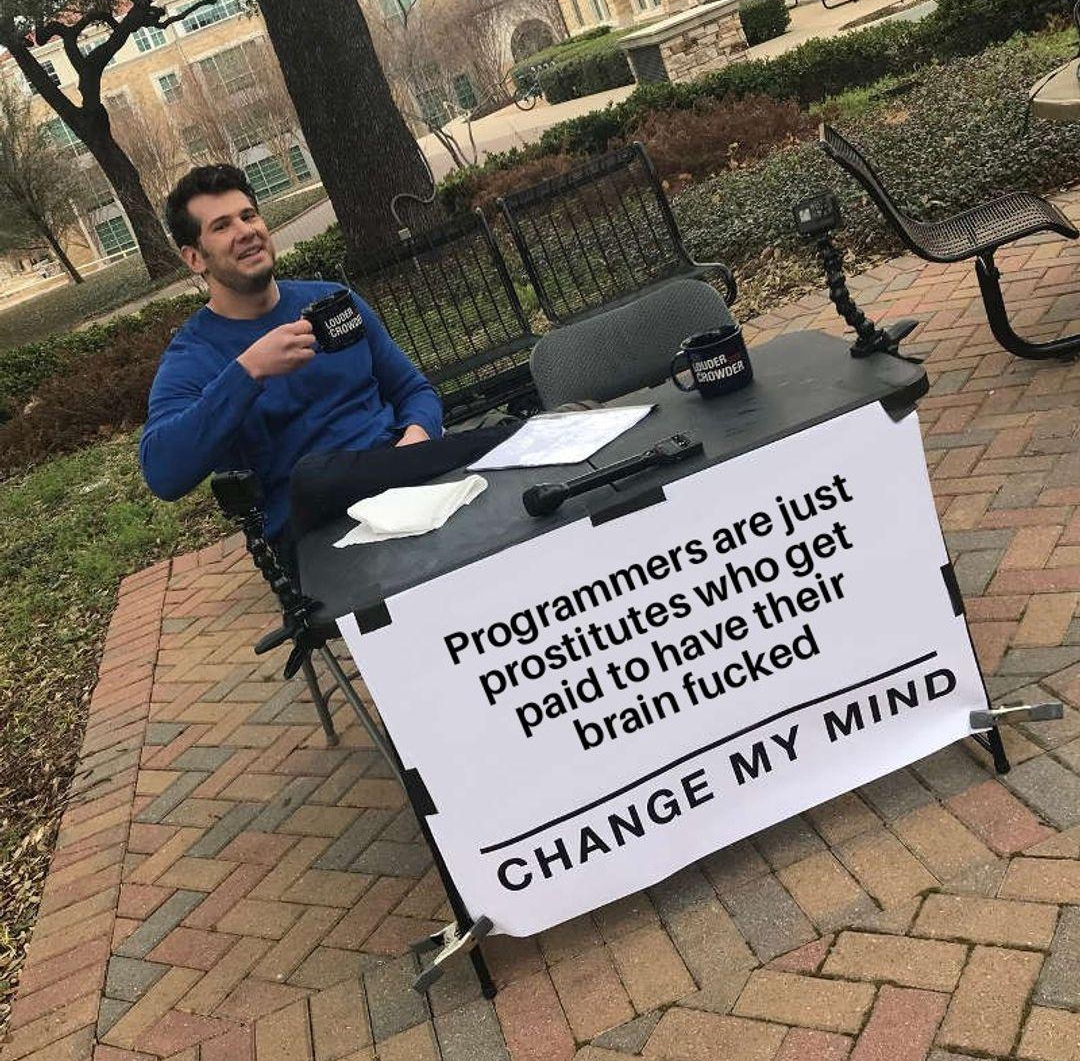 LOUDER
CROWDER
LOUDER
CROWDER
Programmers are just
prostitutes who get
paid to have their
brain fucked
CHANGE MY MIND